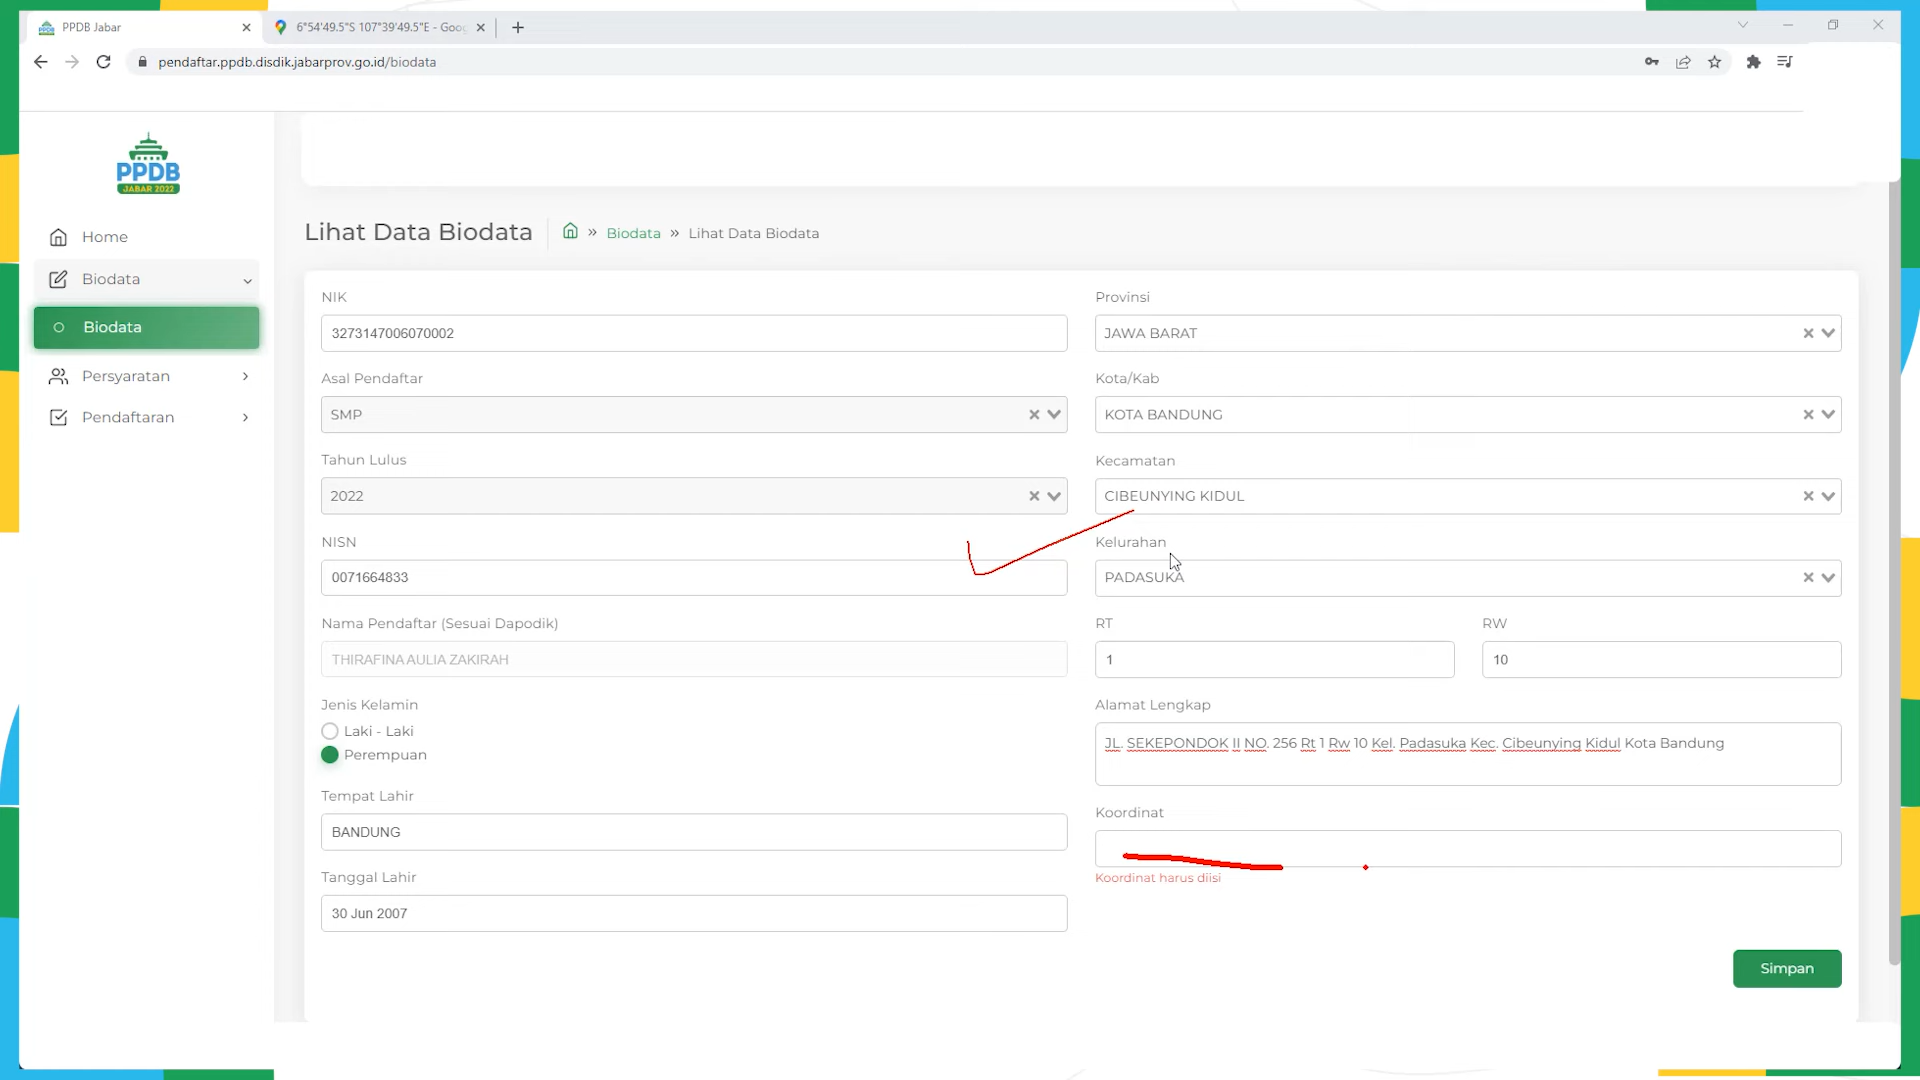 PPDB Jabar
6°54'49.5"S 107°39'49.5"E - Goog
pendaftar.ppdb.disdik.jabarprov.go.id/biodata
PPDB
JABAR 2022
Home
Biodata
Biodata
Persyaratan
Pendaftaran
Lihat Data Biodata
» Biodata » Lihat Data Biodata
NIK
3273147006070002
Asal Pendaftar
SMP
Tahun Lulus
2022
NISN
0071664833
Nama Pendaftar (Sesuai Dapodik)
THIRAFINA AULIA ZAKIRAH
Jenis Kelamin
Laki - Laki
Perempuan
Tempat Lahir
BANDUNG
Tanggal Lahir
30 Jun 2007
Provinsi
JAWA BARAT
Kota/Kab
KOTA BANDUNG
Kecamatan
CIBEUNYING KIDUL
Kelurahan
PADASUKA
RT
1
RW
10
Alamat Lengkap
JL. SEKEPONDOK II NO. 256 Rt 1 Rw 10 Kel. Padasuka Kec. Cibeunying Kidul Kota Bandung
Koordinat
Koordinat harus diisi
Simpan